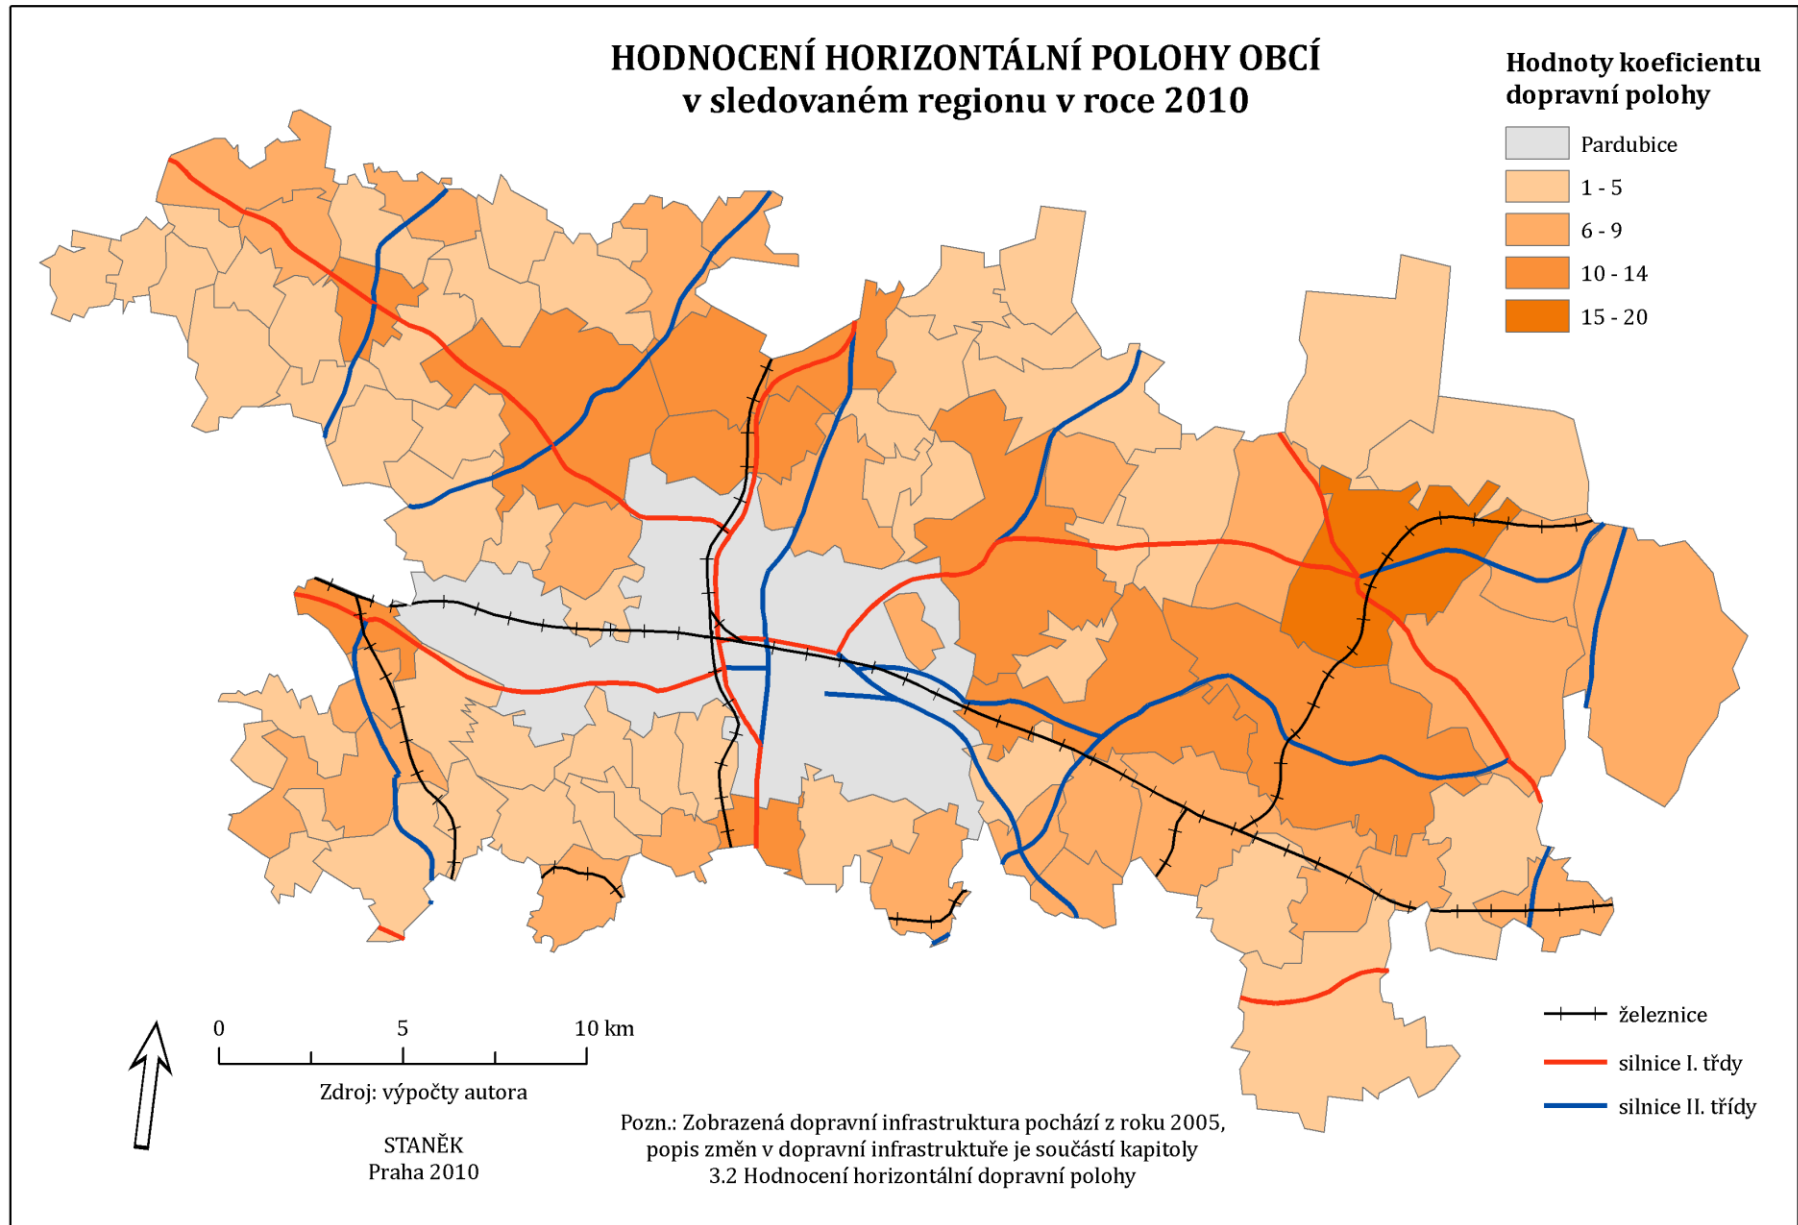 HODNOCENÍ HORIZONTÁLNÍ POLOHY OBCÍ
v sledovaném regionu v roce 2010
Hodnoty koeficientu
dopravní polohy
Pardubice
1 - 5
6 - 9
10 - 14
15 - 20
0 5 10 km
Zdroj: výpočty autora
STANĚK
Praha 2010
Pozn.: Zobrazená dopravní infrastruktura pochází z roku 2005,
popis změn v dopravní infrastruktuře je součástí kapitoly
3.2 Hodnocení horizontální dopravní polohy
železnice
silnice I. třdy
silnice II. třídy